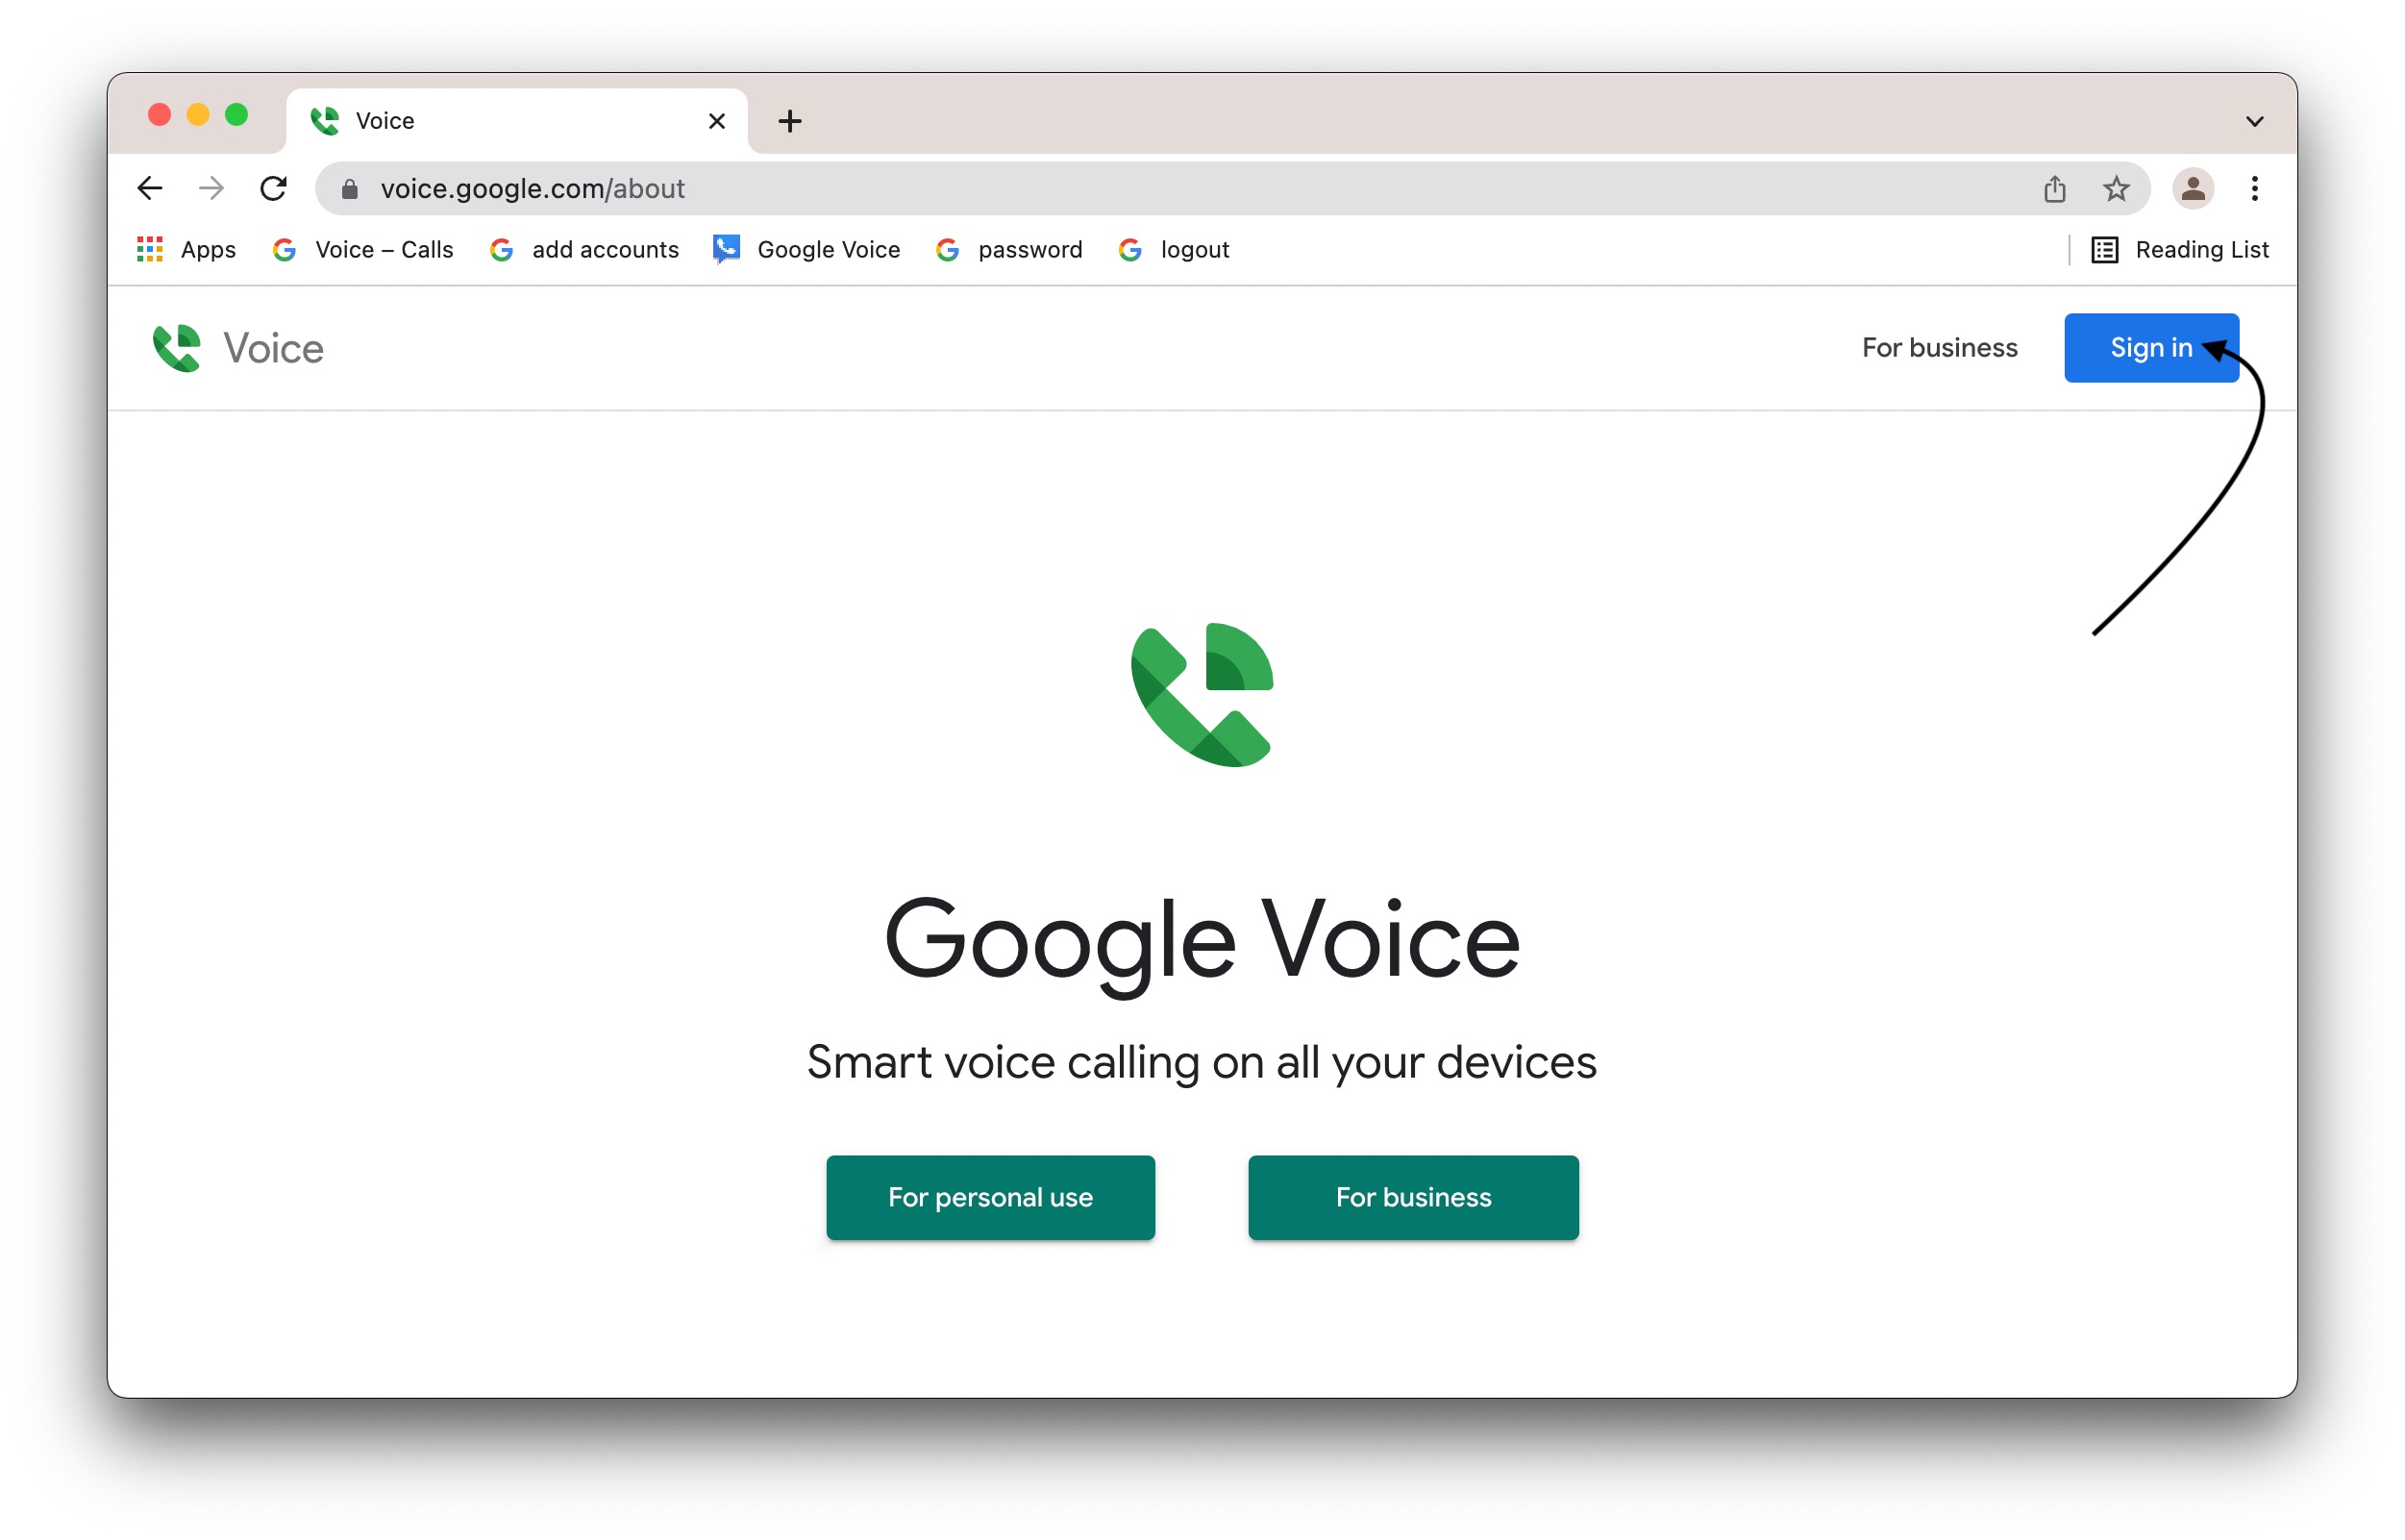 Voice
voice.google.com/about
Apps Voice – Calls add accounts Google Voice password logout Reading List
Voice For business Sign in
Google Voice
Smart voice calling on all your devices
For personal use For business